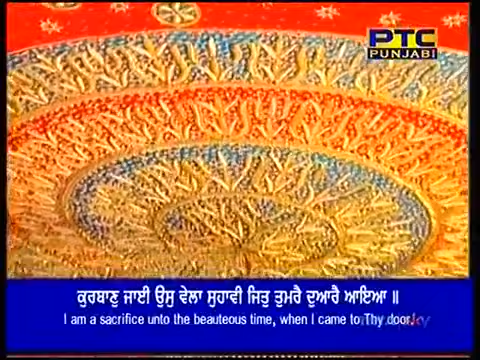 PTC
PUNJABI
ਕੁਰਬਾਣੁ ਜਾਈ ਉਸੁ ਵੇਲਾ ਸੁਹਾਵੀ ਜਿਤੁ ਤੁਮਰੈ ਦੁਆਰੈ ਆਇਆ ॥
I am a sacrifice unto the beauteous time, when I came to Thy door.